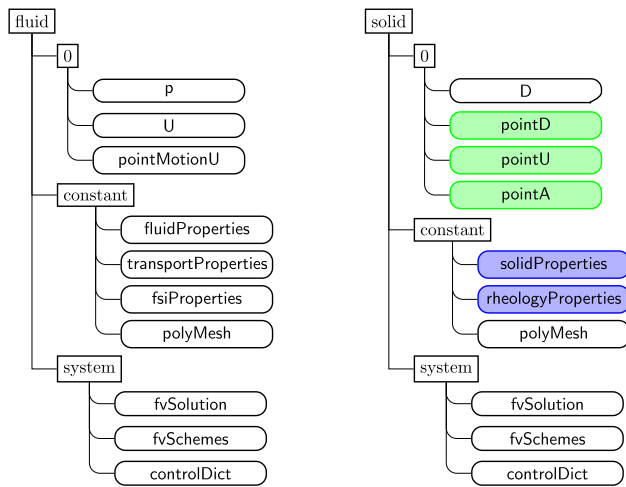 fluid
0
p
U
pointMotionU
constant
fluidProperties
transportProperties
fsiProperties
polyMesh
system
fvSolution
fvSchemes
controlDict
solid
0
D
pointD
pointU
pointA
constant
solidProperties
rheologyProperties
polyMesh
system
fvSolution
fvSchemes
controlDict